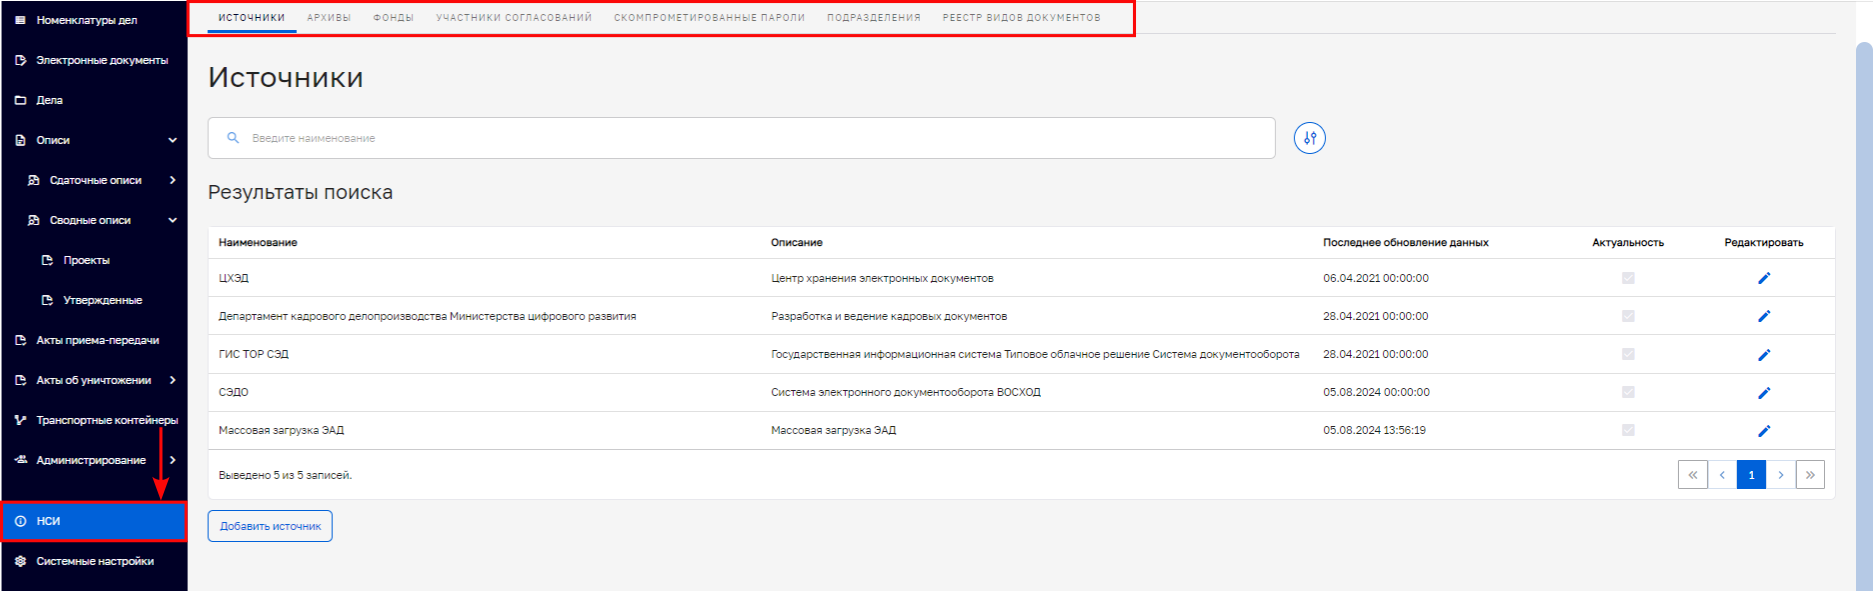 Номенклатуры дел
Электронные документы
Дела
Описи
Сдаточные описи
Сводные описи
Проекты
Утвержденные
Акты приема-передачи
Акты об уничтожении
Транспортные контейнеры
Администрирование
НСИ
Системные настройки
ИСТОЧНИКИ АРХИВЫ ФОНДЫ УЧАСТНИКИ СОГЛАСОВАНИЙ СКОМПРОМЕТИРОВАННЫЕ ПАРОЛИ ПОДРАЗДЕЛЕНИЯ РЕЕСТР ВИДОВ ДОКУМЕНТОВ
Источники
Введите наименование
Результаты поиска
Наименование Описание Последнее обновление данных Актуальность Редактировать
ЦХЭД Центр хранения электронных документов 06.04.2021 00:00:00
Департамент кадрового делопроизводства Министерства цифрового развития Разработка и ведение кадровых документов 28.04.2021 00:00:00
ГИС ТОР СЭД Государственная информационная система Типовое облачное решение Система документооборота 28.04.2021 00:00:00
СЭДО Система электронного документооборота ВОСХОД 05.08.2024 00:00:00
Массовая загрузка ЭАД Массовая загрузка ЭАД 05.08.2024 13:56:19
Выведено 5 из 5 записей. « ‹ 1 › »
Добавить источник